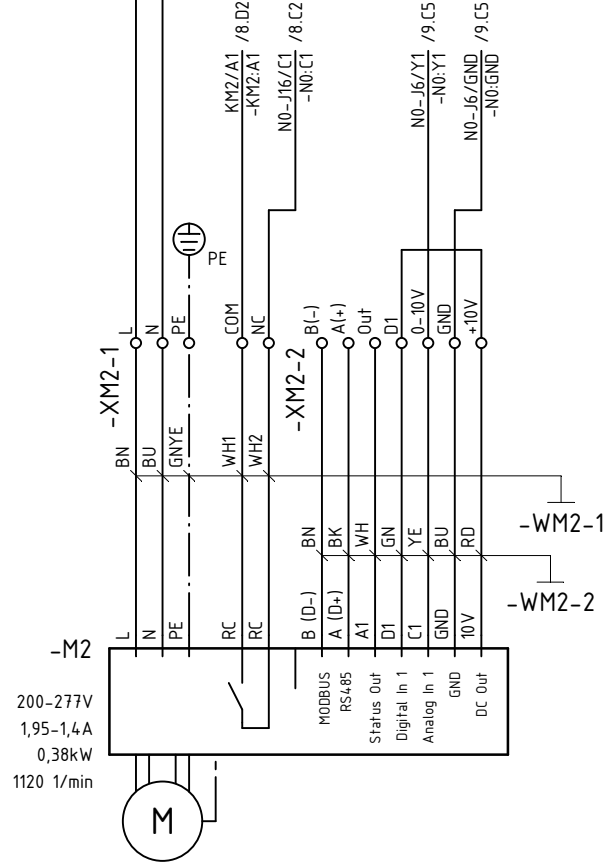 KM2/A1 /8.D2
-KM2:A1
N0-J16/C1 /8.C2
-N0:C1
N0-J6/Y1 /9.C5
-N0:Y1
N0-J6/GND /9.C5
-N0:GND
PE
L
N
PE
COM
NC
B(-)
A(+)
Out
D1
0-10V
GND
+10V
-XM2-1
-XM2-2
BN
BU
GNYE
WH1
WH2
-WM2-1
BN
BK
WH
GN
YE
BU
RD
-WM2-2
L
N
PE
RC
RC
B (D-)
A (D+)
A1
D1
C1
GND
10V
-M2
MODBUS
RS485
Status Out
Digital In 1
Analog In 1
GND
DC Out
200-277V
1,95-1,4A
0,38kW
1120 1/min
M